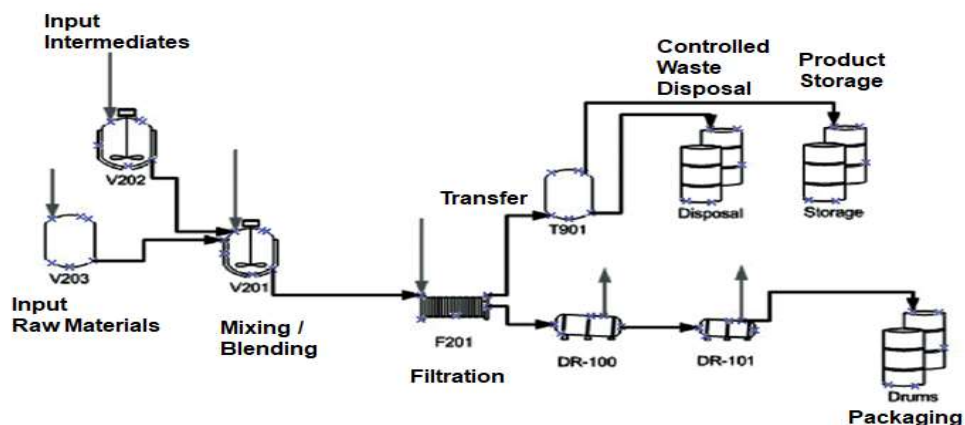 Input
Intermediates
Controlled
Waste
Disposal
Product
Storage
V202
Transfer
T901
Disposal
Storage
V203
V201
Input
Raw Materials
Mixing /
Blending
F201
Filtration
DR-100
DR-101
Drums
Packaging